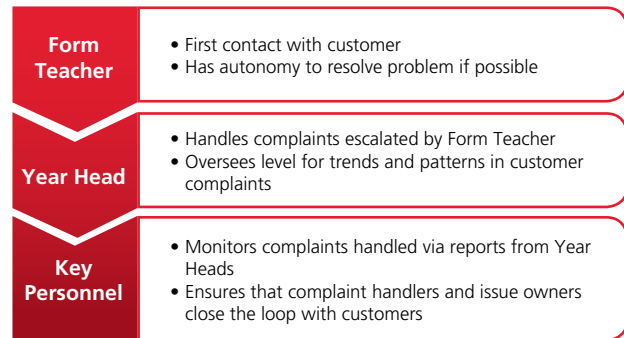 Form
Teacher
• First contact with customer
• Has autonomy to resolve problem if possible
Year Head
• Handles complaints escalated by Form Teacher
• Oversees level for trends and patterns in customer
complaints
Key
Personnel
• Monitors complaints handled via reports from Year
Heads
• Ensures that complaint handlers and issue owners
close the loop with customers